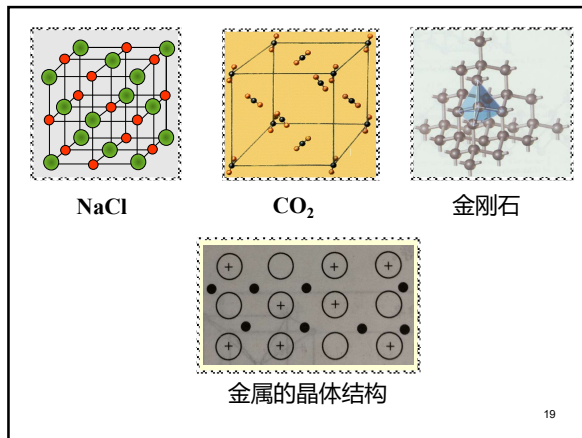 NaCl
CO₂
金刚石
+ + +
+ +
+ + +
金属的晶体结构
19